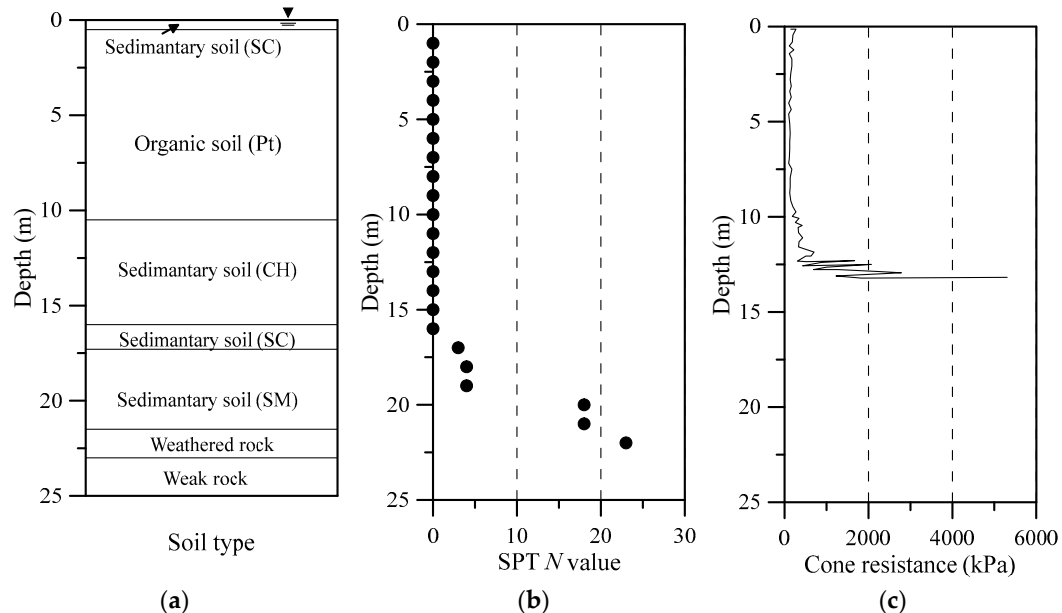 0
5
10
15
20
25
Depth (m)
Sedimantary soil (SC)
Organic soil (Pt)
Sedimantary soil (CH)
Sedimantary soil (SC)
Sedimantary soil (SM)
Weathered rock
Weak rock
Soil type
(a)
0
5
10
15
20
25
Depth (m)
0 10 20 30
SPT N value
(b)
0
5
10
15
20
25
Depth (m)
0 2000 4000 6000
Cone resistance (kPa)
(c)